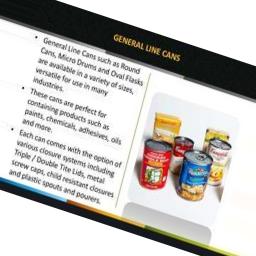 GENERAL LINE CANS
• General Line Cans such as Round
Cans, Micro Drums and Oval Flasks
are available in a variety of sizes,
versatile for use in many
industries.
• These cans are perfect for
containing products such as
paints, chemicals, adhesives, oils
and more.
• Each can comes with the option of
various closure systems including
Triple / Double Tite Lids, metal
screw caps, child resistant closures
and plastic spouts and pourers.